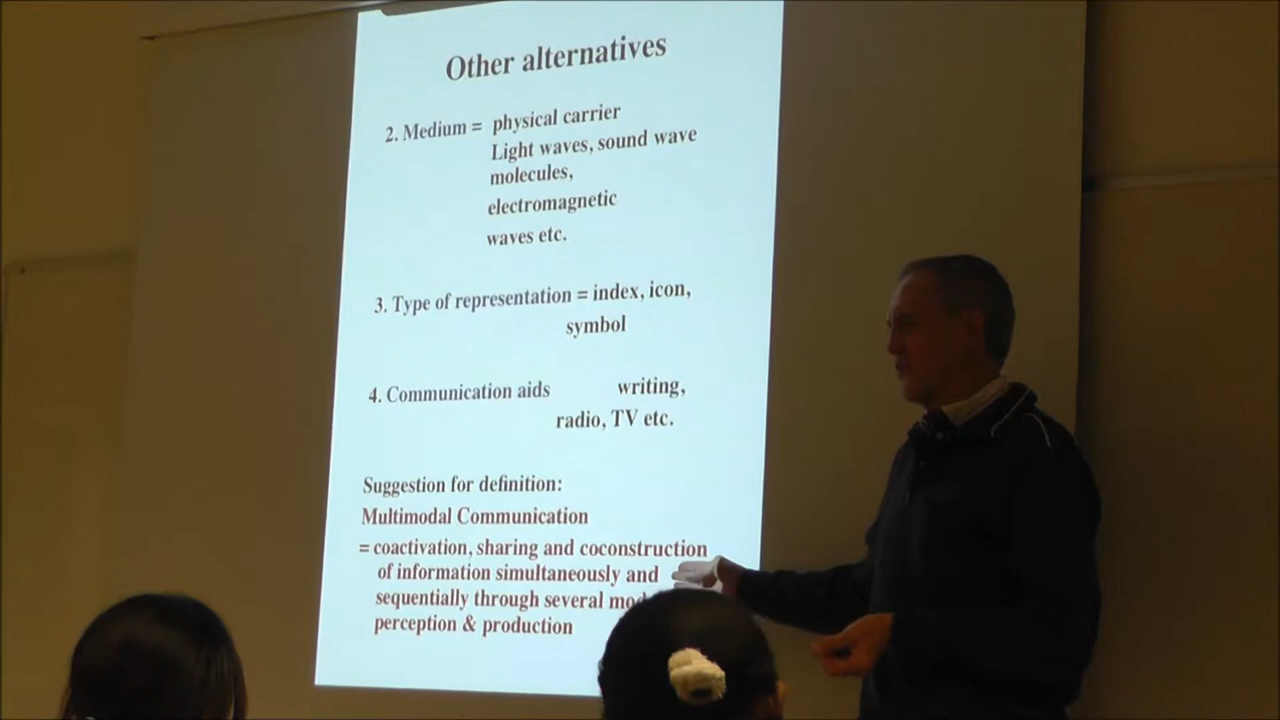 Other alternatives
2. Medium = physical carrier
Light waves, sound wave
molecules,
electromagnetic
waves etc.
3. Type of representation = index, icon,
symbol
4. Communication aids writing,
radio, TV etc.
Suggestion for definition:
Multimodal Communication
= coactivation, sharing and coconstruction
of information simultaneously and
sequentially through several
perception & production